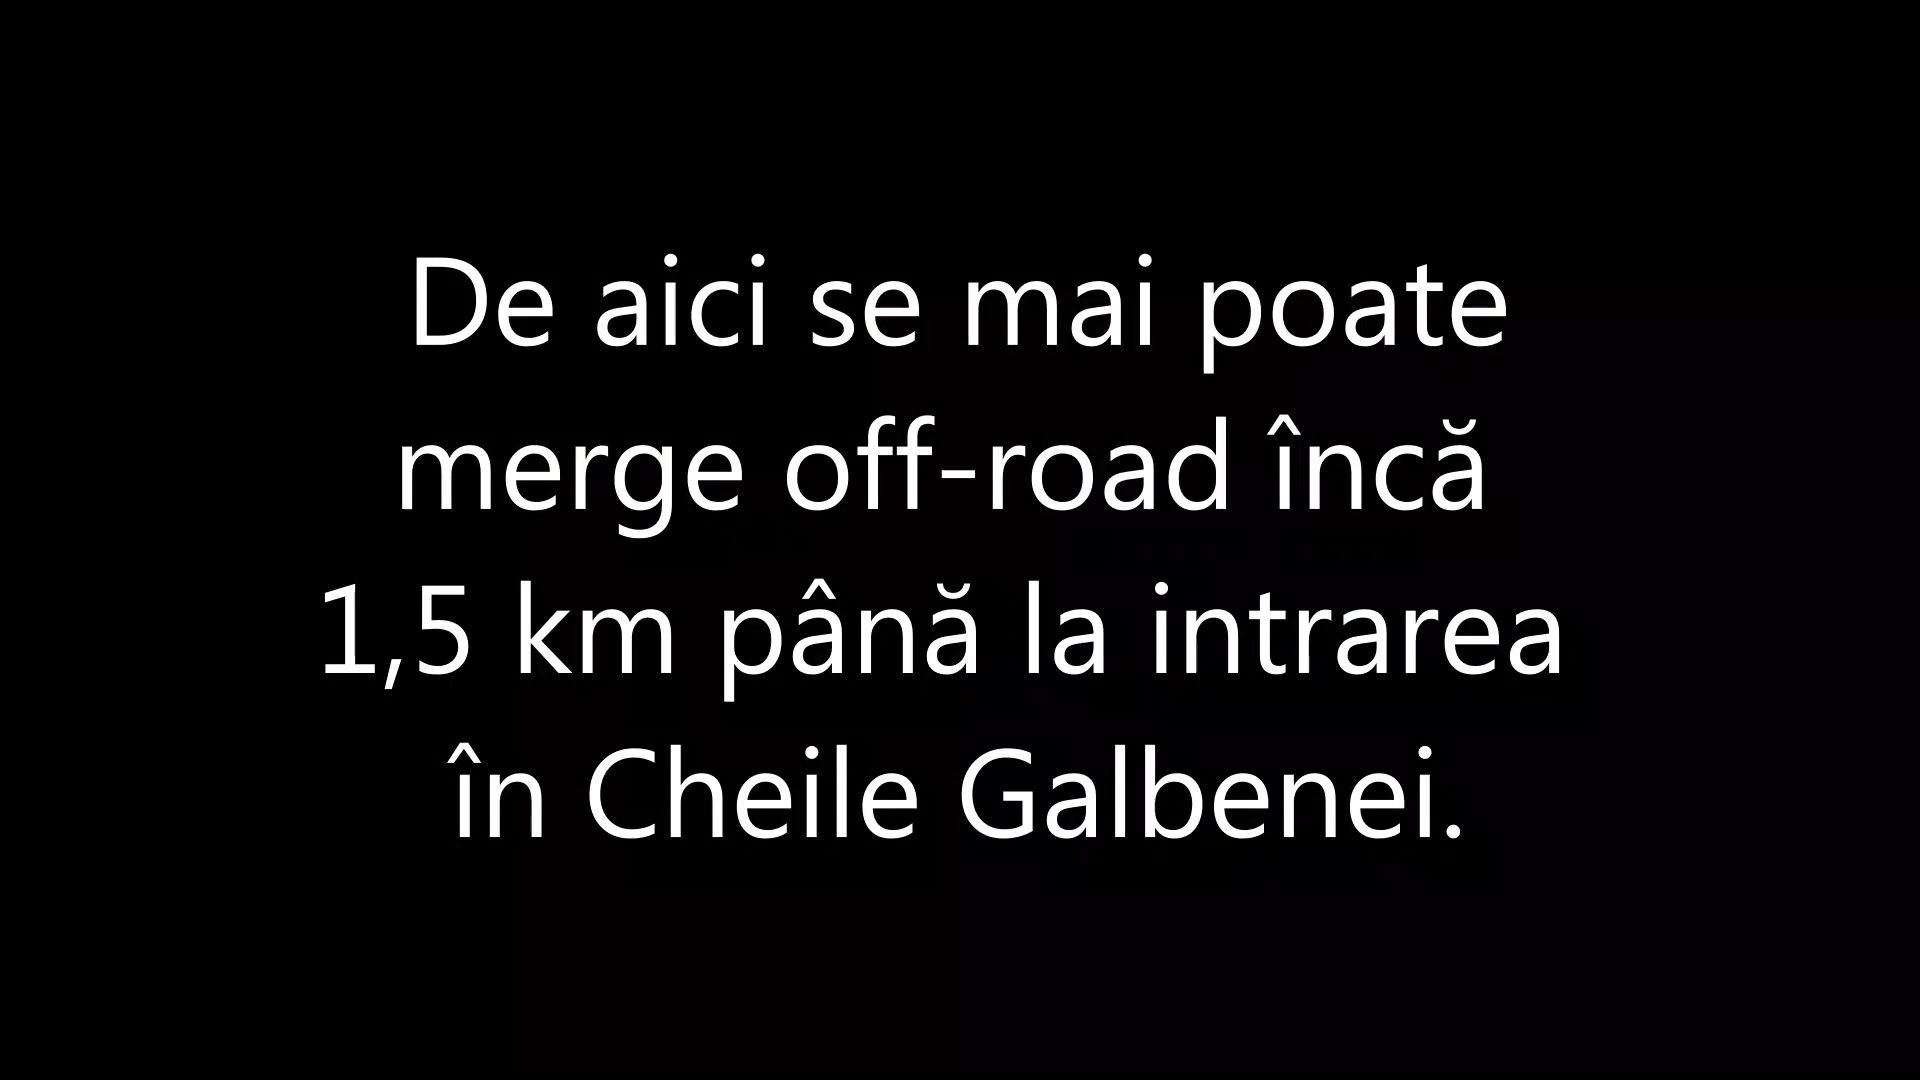 De aici se mai poate
merge off-road încă
1,5 km până la intrarea
în Cheile Galbenei.